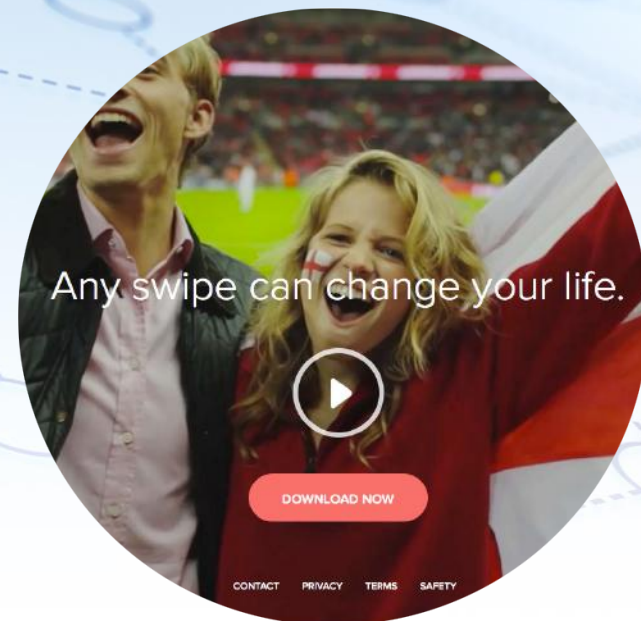 Any swipe can change your life.
DOWNLOAD NOW
CONTACT PRIVACY TERMS SAFETY